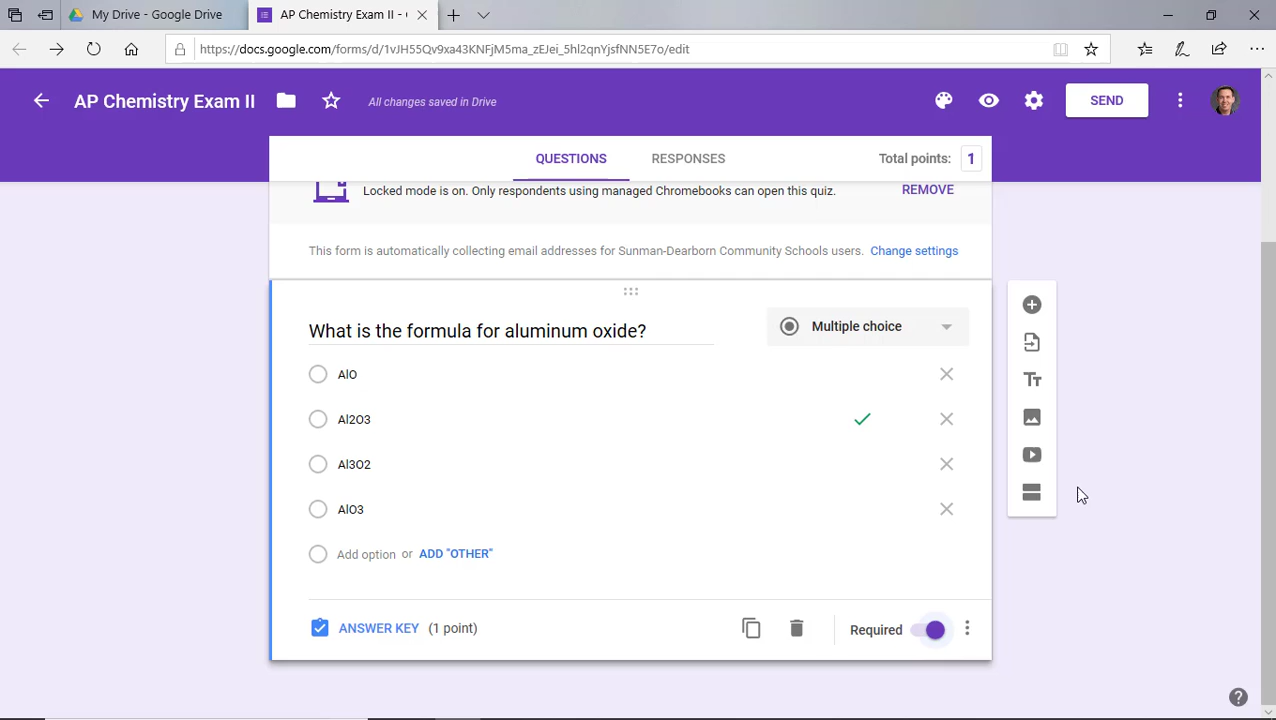 My Drive - Google Drive
AP Chemistry Exam II - (
https://docs.google.com/forms/d/1vJH55Qv9xa43KNFjM5ma_zEJei_5hl2qnYjsfNN5E7o/edit
AP Chemistry Exam II
All changes saved in Drive
SEND
QUESTIONS
RESPONSES
Total points: 1
Locked mode is on. Only respondents using managed Chromebooks can open this quiz.
REMOVE
This form is automatically collecting email addresses for Sunman-Dearborn Community Schools users. Change settings
What is the formula for aluminum oxide?
Multiple choice
AlO
Al2O3
Al3O2
AlO3
Add option or ADD "OTHER"
ANSWER KEY (1 point)
Required